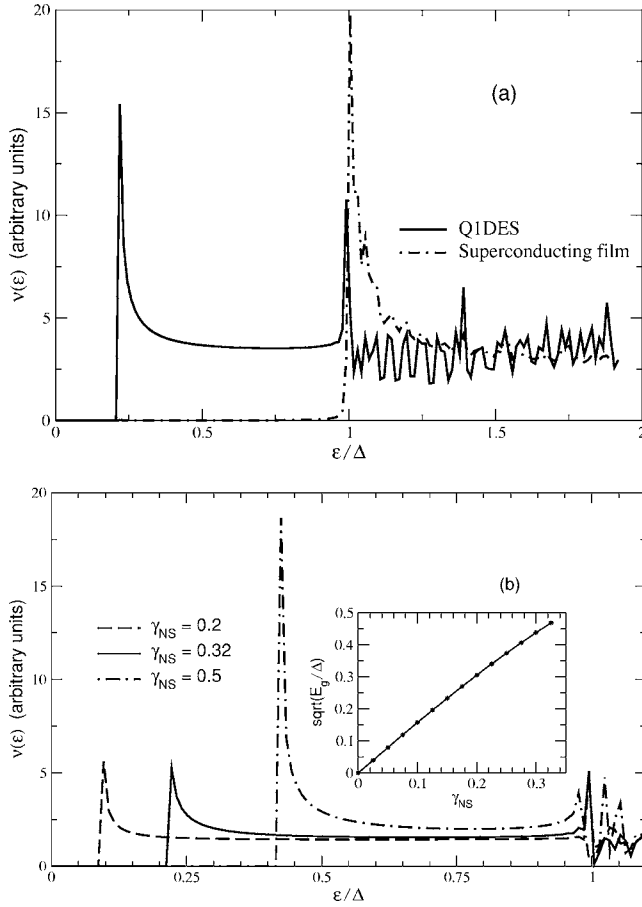 20
15
10
5
0
ν(ε) (arbitrary units)
(a)
Q1DES
Superconducting film
0 0.5 1 1.5 2
ε/Δ
20
15
10
5
0
ν(ε) (arbitrary units)
(b)
γNS = 0.2
γNS = 0.32
γNS = 0.5
0.5
0.4
0.3
0.2
0.1
0
sqrt(Eg/Δ)
0 0.1 0.2 0.3
γNS
0 0.25 0.5 0.75 1
ε/Δ